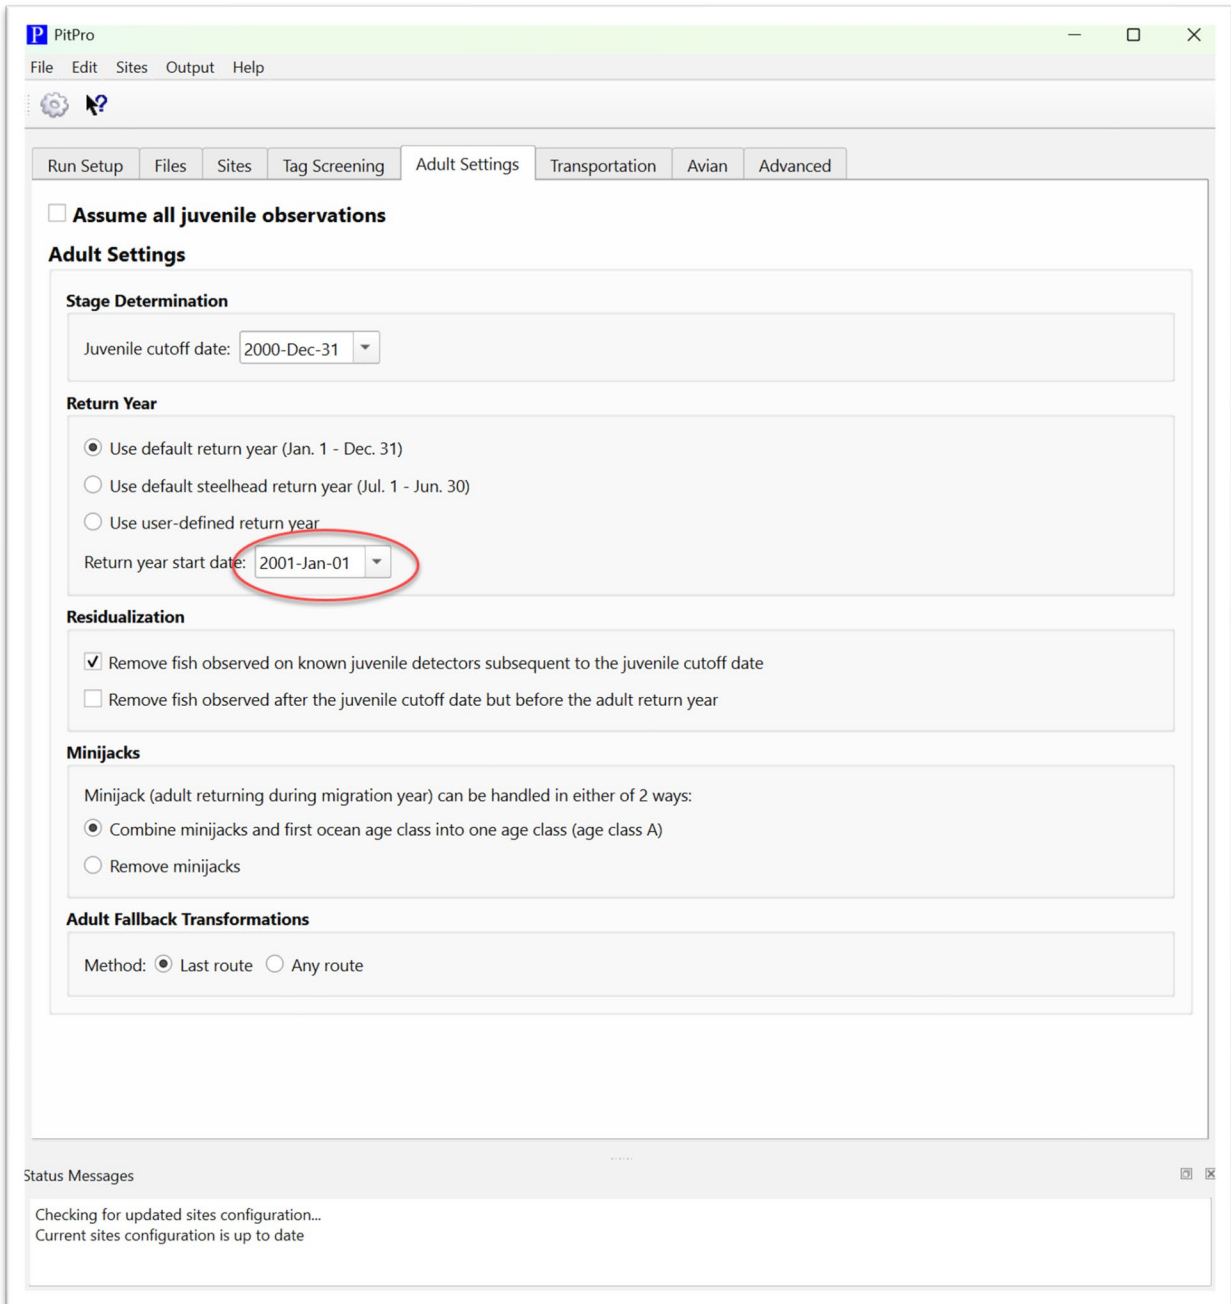 P PitPro
File Edit Sites Output Help
?
Run Setup Files Sites Tag Screening Adult Settings Transportation Avian Advanced
Assume all juvenile observations
Adult Settings
Stage Determination
Juvenile cutoff date: 2000-Dec-31
Return Year
Use default return year (Jan. 1 - Dec. 31)
Use default steelhead return year (Jul. 1 - Jun. 30)
Use user-defined return year
Return year start date: 2001-Jan-01
Residualization
Remove fish observed on known juvenile detectors subsequent to the juvenile cutoff date
Remove fish observed after the juvenile cutoff date but before the adult return year
Minijacks
Minijack (adult returning during migration year) can be handled in either of 2 ways:
Combine minijacks and first ocean age class into one age class (age class A)
Remove minijacks
Adult Fallback Transformations
Method: Last route Any route
Status Messages
Checking for updated sites configuration...
Current sites configuration is up to date